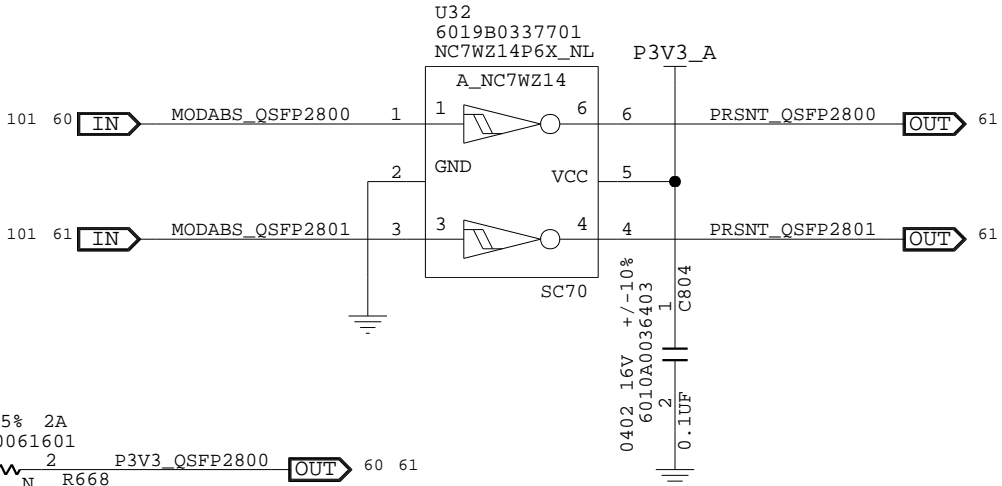 U32
6019B0337701
NC7WZ14P6X_NL
P3V3_A
A_NC7WZ14
101 60 IN MODABS_QSFP2800 1 1 6 6 PRSNT_QSFP2800 OUT 61
2 GND VCC 5
101 61 IN MODABS_QSFP2801 3 3 4 4 PRSNT_QSFP2801 OUT 61
SC70
0402 16V +/-10%
6010A0036403
1 C804
2 0.1UF
5% 2A
0061601
2 P3V3_QSFP2800 OUT 60 61
N R668